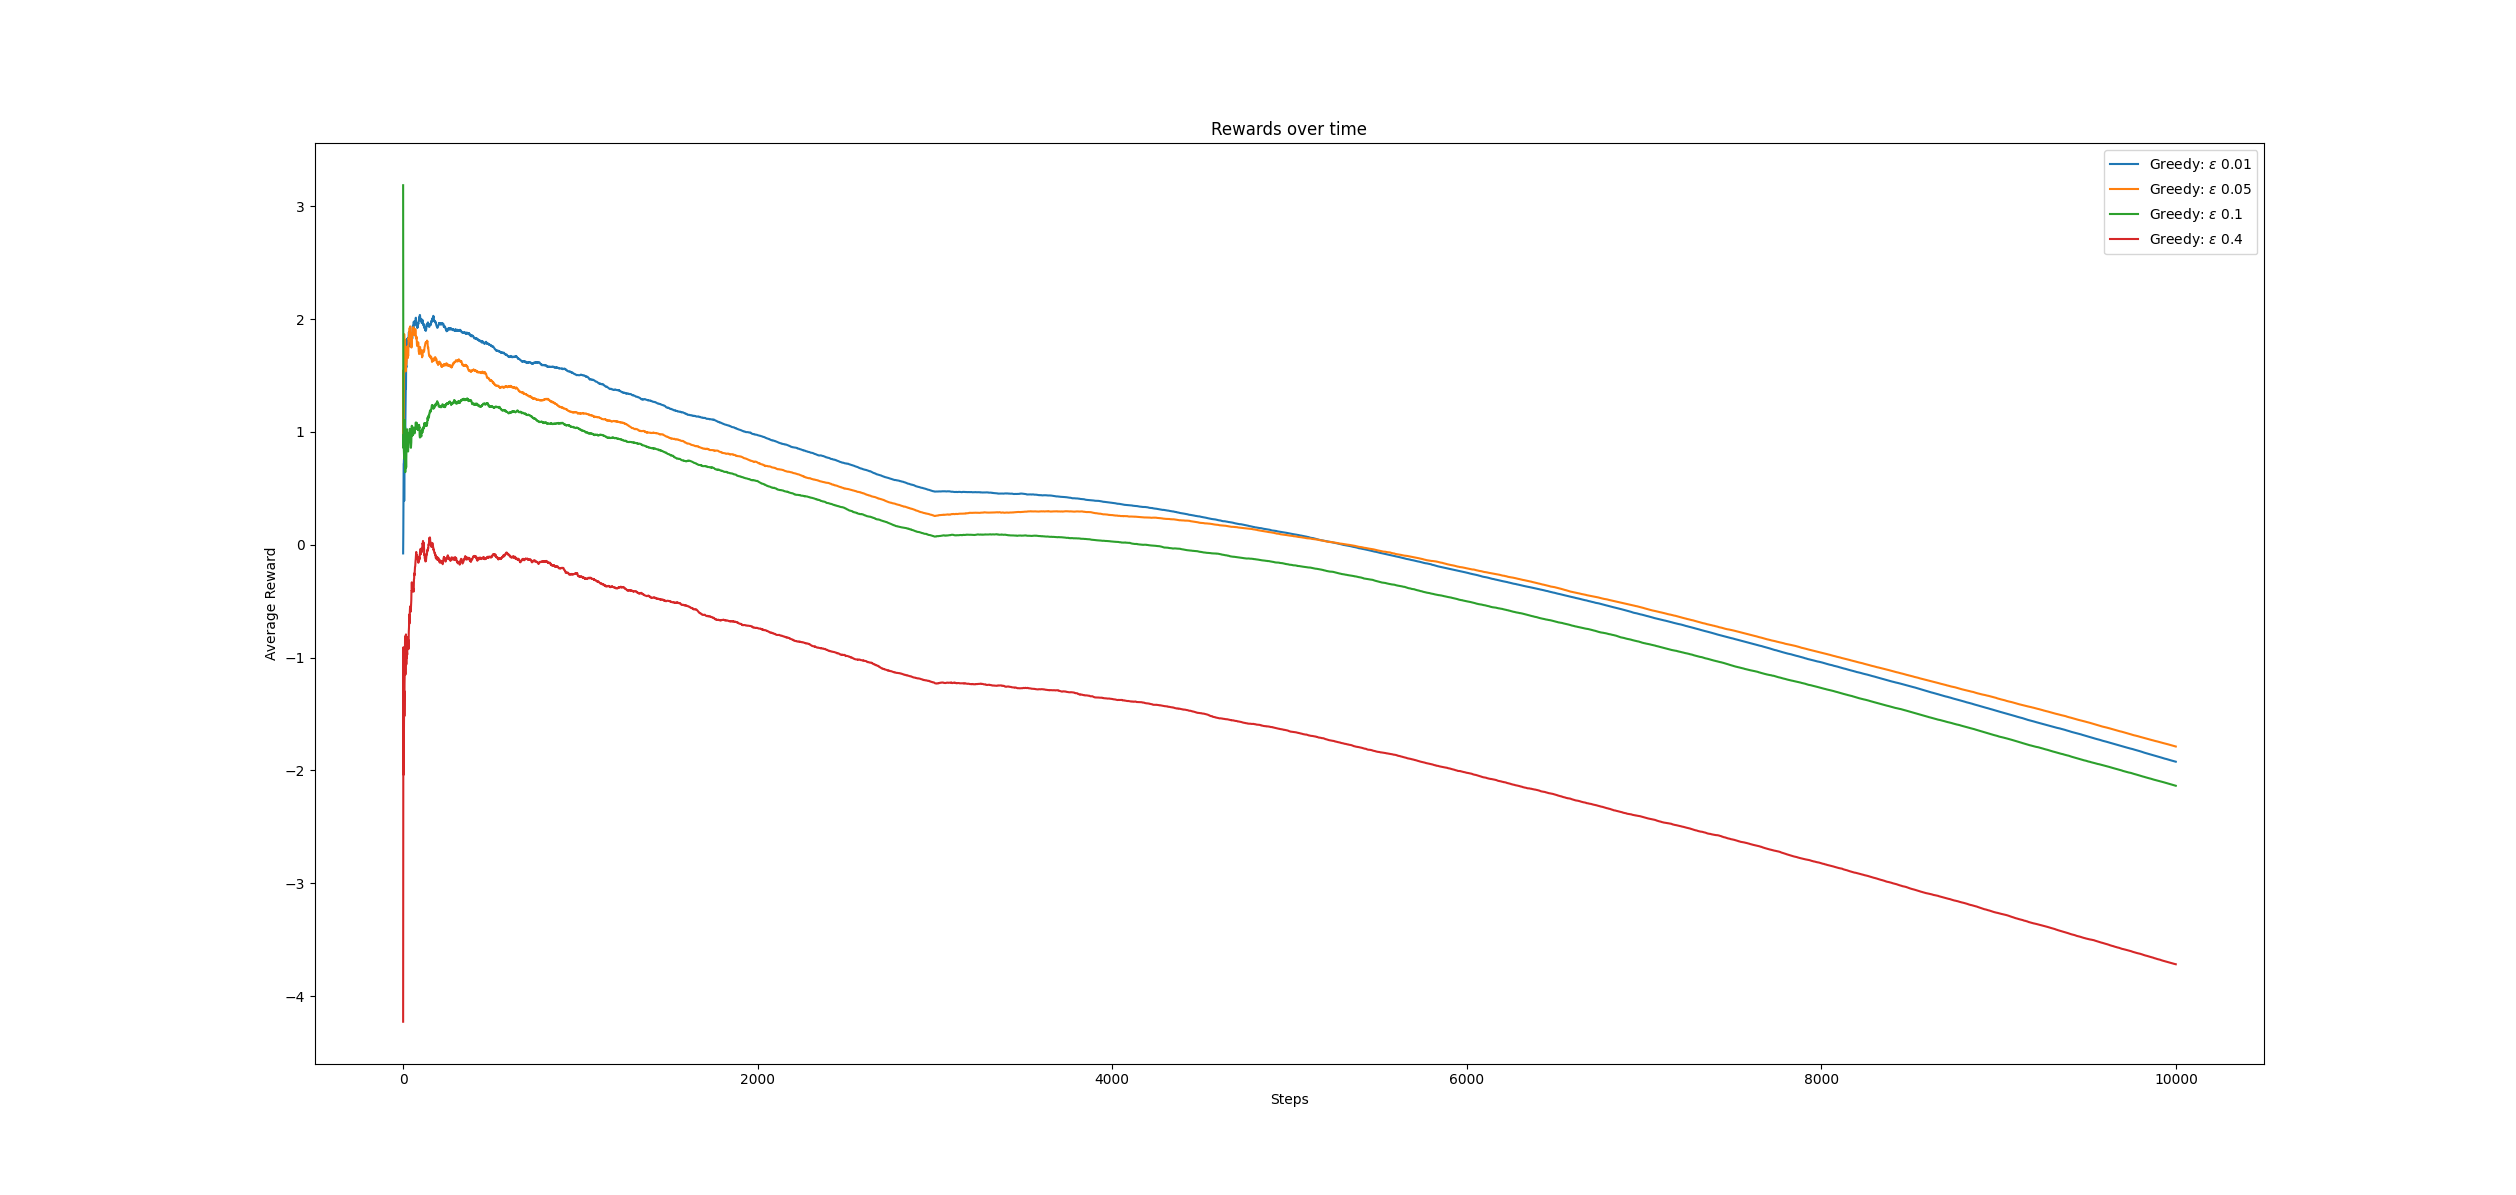 Rewards over time
Greedy: ε 0.01
Greedy: ε 0.05
Greedy: ε 0.1
Greedy: ε 0.4
Average Reward
3
2
1
0
−1
−2
−3
−4
0 2000 4000 6000 8000 10000
Steps